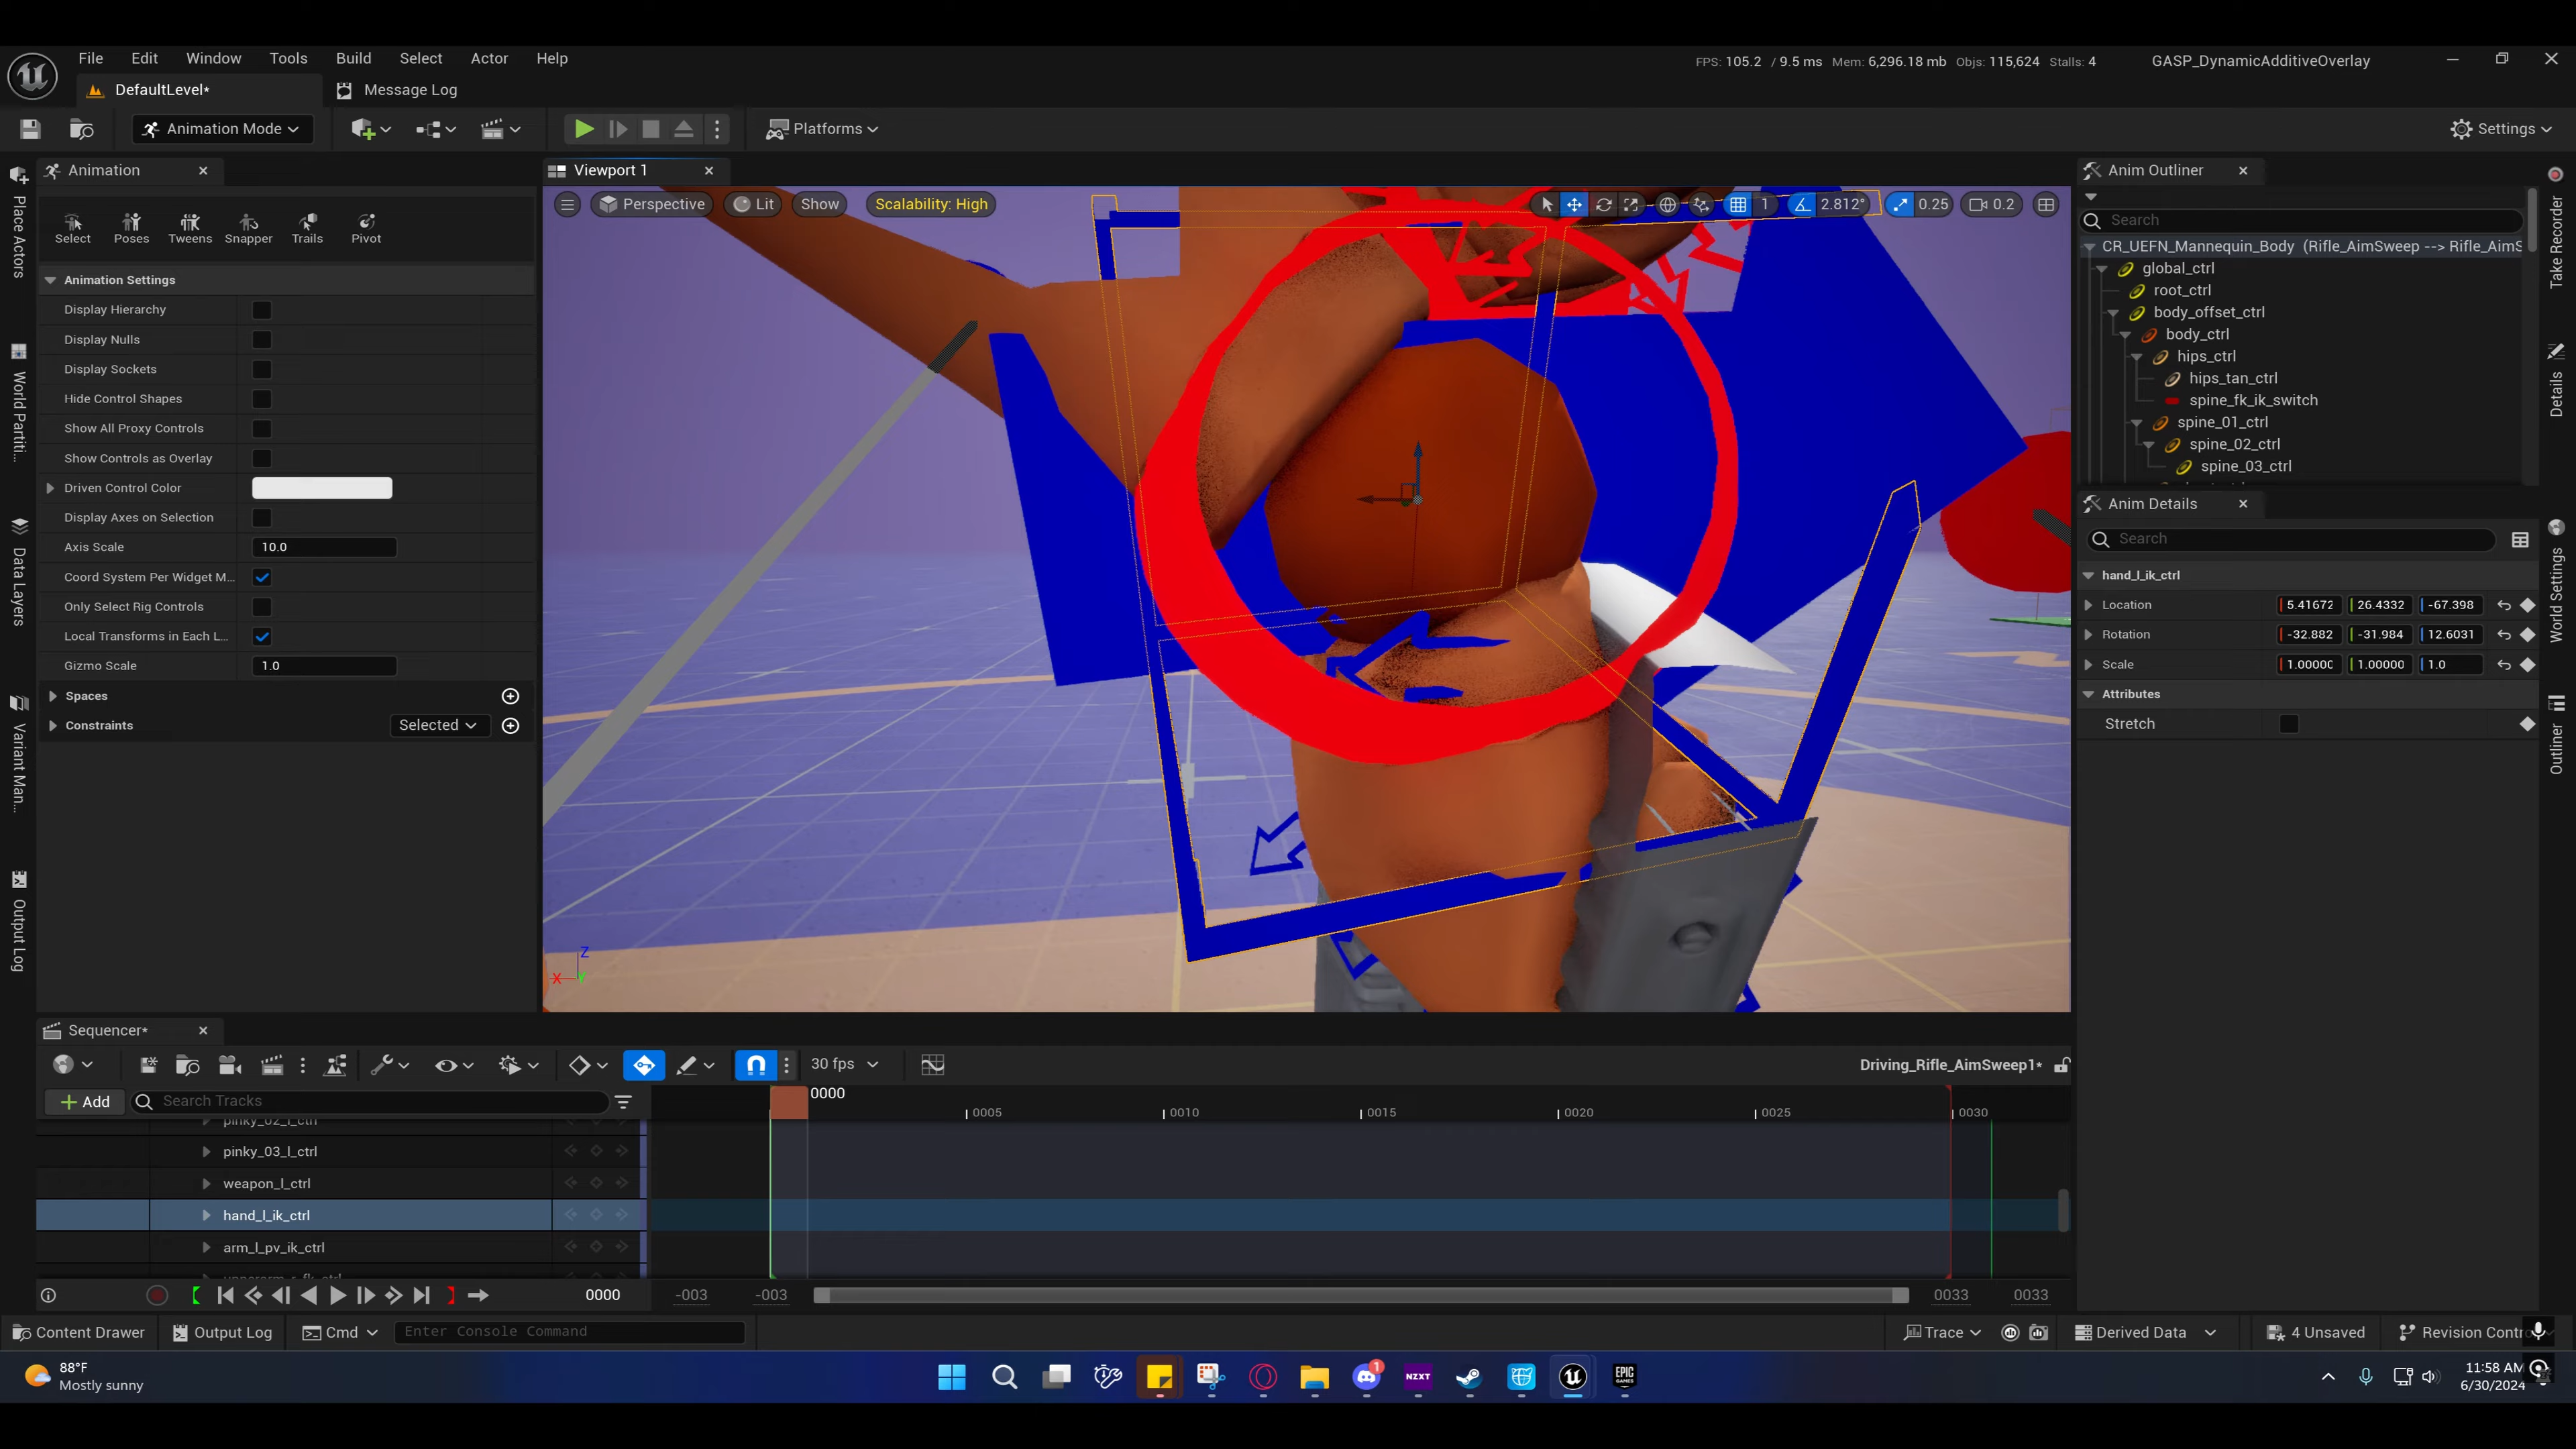 File Edit Window Tools Build Select Actor Help
FPS: 105.2 / 9.5 ms Mem: 6,296.18 mb Objs: 115,624 Stalls: 4
GASP_DynamicAdditiveOverlay
DefaultLevel*
Message Log
Animation Mode
Platforms
Settings
Animation
Viewport 1
Anim Outliner
Place Actors
World Partiti...
Data Layers
Variant Man...
Output Log
Select
Poses
Tweens
Snapper
Trails
Pivot
Animation Settings
Display Hierarchy
Display Nulls
Display Sockets
Hide Control Shapes
Show All Proxy Controls
Show Controls as Overlay
Driven Control Color
Display Axes on Selection
Axis Scale 10.0
Coord System Per Widget M...
Only Select Rig Controls
Local Transforms in Each L...
Gizmo Scale 1.0
Spaces
Constraints Selected
Perspective Lit Show Scalability: High
1 2.812° 0.25 0.2
Z
X Y
Search
CR_UEFN_Mannequin_Body (Rifle_AimSweep --> Rifle_AimS
global_ctrl
root_ctrl
body_offset_ctrl
body_ctrl
hips_ctrl
hips_tan_ctrl
spine_fk_ik_switch
spine_01_ctrl
spine_02_ctrl
spine_03_ctrl
Anim Details
Search
hand_l_ik_ctrl
Location 5.41672 26.4332 -67.398
Rotation -32.882 -31.984 12.6031
Scale 1.00000 1.00000 1.0
Attributes
Stretch
Take Recorder
Details
World Settings
Outliner
Sequencer*
30 fps
Driving_Rifle_AimSweep1*
Add
Search Tracks
0000
0005 0010 0015 0020 0025 0030
pinky_02_l_ctrl
pinky_03_l_ctrl
weapon_l_ctrl
hand_l_ik_ctrl
arm_l_pv_ik_ctrl
0000
-003 -003 0033 0033
Content Drawer
Output Log
Cmd
Enter Console Command
Trace
Derived Data
4 Unsaved
Revision Contro
88°F
Mostly sunny
1
NZXT
EPIC GAMES
11:58 AM
6/30/2024